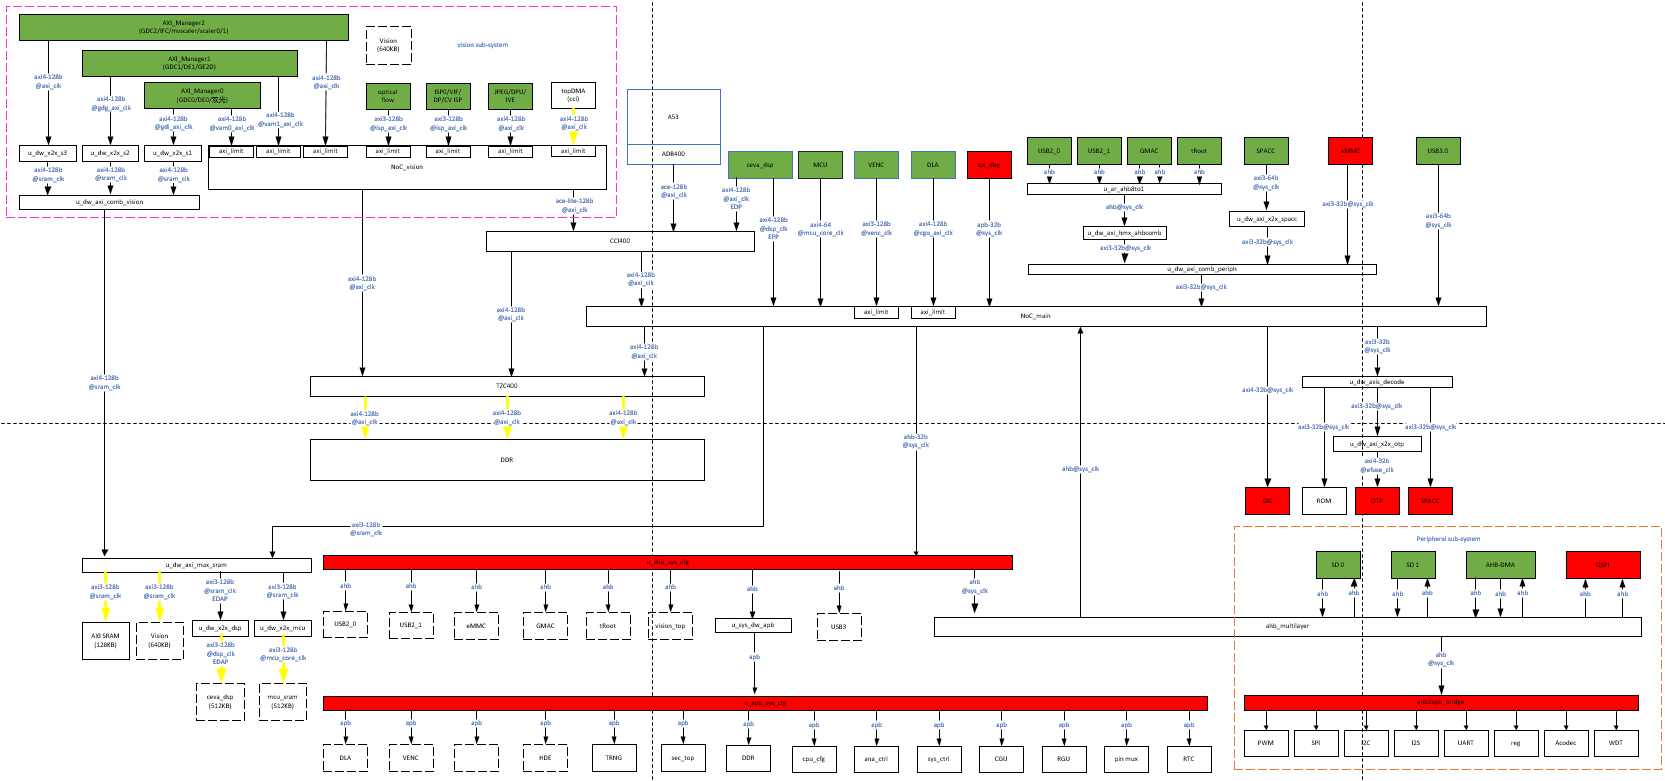 AXI_Manager2
(GDC2/IFC/mvscaler/scaler0/1)
Vision
(640KB)
vision sub-system
AXI_Manager1
(GDC1/DE1/GE2D)
axi4-128b
@axi_clk
axi4-128b
@axi_clk
AXI_Manager0
(GDC0/DE0/双光)
axi4-128b
@gdg_axi_clk
axi4-128b
@gdi_axi_clk
axi4-128b
@vam0_axi_clk
axi4-128b
@vam1_axi_clk
optical
flow
ISP0/VIF/
DP/CV ISP
JPEG/DPU/
IVE
topDMA
(cci)
axi3-128b
@isp_axi_clk
axi3-128b
@isp_axi_clk
axi4-128b
@axi_clk
axi4-128b
@axi_clk
u_dw_x2x_s3
u_dw_x2x_s2
u_dw_x2x_s1
axi_limit
axi_limit
axi_limit
axi_limit
axi_limit
axi_limit
axi_limit
NoC_vision
axi4-128b
@sram_clk
axi4-128b
@sram_clk
axi4-128b
@sram_clk
u_dw_axi_comb_vision
ace-lite-128b
@axi_clk
A53
ADB400
ace-128b
@axi_clk
ceva_dsp
MCU
VENC
DLA
spi_dbg
axi4-128b
@axi_clk
EDP
axi4-128b
@dsp_clk
EPP
axi4-64
@mcu_core_clk
axi3-128b
@venc_clk
axi4-128b
@cgu_axi_clk
apb-32b
@sys_clk
USB2_0
USB2_1
GMAC
tRoot
SPACC
eMMC
USB3.0
ahb
ahb
ahb
ahb
ahb
u_ar_ahb8to1
ahb@sys_clk
u_dw_axi_hmx_ahbcomb
axi3-32b@sys_clk
axi3-64b
@sys_clk
u_dw_axi_x2x_spacc
axi3-32b@sys_clk
axi3-32b@sys_clk
axi3-64b
@sys_clk
u_dw_axi_comb_periph
axi3-32b@sys_clk
CCI400
axi4-128b
@axi_clk
axi4-128b
@axi_clk
axi4-128b
@axi_clk
axi_limit
axi_limit
NoC_main
axi4-128b
@axi_clk
TZC400
axi4-128b
@axi_clk
axi4-128b
@axi_clk
axi4-128b
@axi_clk
DDR
axi4-128b
@sram_clk
ahb-32b
@sys_clk
ahb@sys_clk
axi4-32b@sys_clk
axi3-32b
@sys_clk
u_dw_axis_decode
axi3-32b@sys_clk
axi3-32b@sys_clk
axi3-32b@sys_clk
u_dw_axi_x2x_otp
axi4-32b
@efuse_clk
GIC
ROM
OTP
SPACC
axi3-128b
@sram_clk
u_dw_axi_mux_sram
axi3-128b
@sram_clk
axi3-128b
@sram_clk
axi3-128b
@sram_clk
EDAP
axi3-128b
@sram_clk
AXI SRAM
(128KB)
Vision
(640KB)
u_dw_x2x_dsp
u_dw_x2x_mcu
axi3-128b
@dsp_clk
EDAP
axi3-128b
@mcu_core_clk
ceva_dsp
(512KB)
mcu_sram
(512KB)
u_ahb_sys_cfg
ahb
ahb
ahb
ahb
ahb
ahb
ahb
ahb
ahb
@sys_clk
USB2_0
USB2_1
eMMC
GMAC
tRoot
vision_top
u_sys_dw_apb
USB3
apb
u_apb_sys_cfg
apb
apb
apb
apb
apb
apb
apb
apb
apb
apb
apb
apb
apb
apb
DLA
VENC
HDE
TRNG
sec_top
DDR
cpu_cfg
ana_ctrl
sys_ctrl
CGU
RGU
pin mux
RTC
Peripheral sub-system
SD 0
SD 1
AHB-DMA
QSPI
ahb
ahb
ahb
ahb
ahb
ahb
ahb
ahb
ahb
ahb_multilayer
ahb
@sys_clk
ahb2apb_bridge
PWM
SPI
I2C
I2S
UART
reg
Acodec
WDT